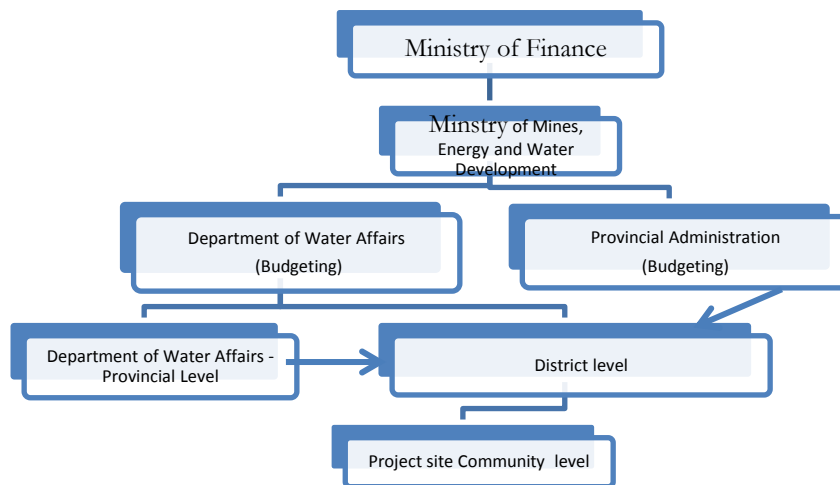 Ministry of Finance
Minstry of Mines,
Energy and Water
Development
Department of Water Affairs
(Budgeting)
Provincial Administration
(Budgeting)
Department of Water Affairs -
Provincial Level
District level
Project site Community level